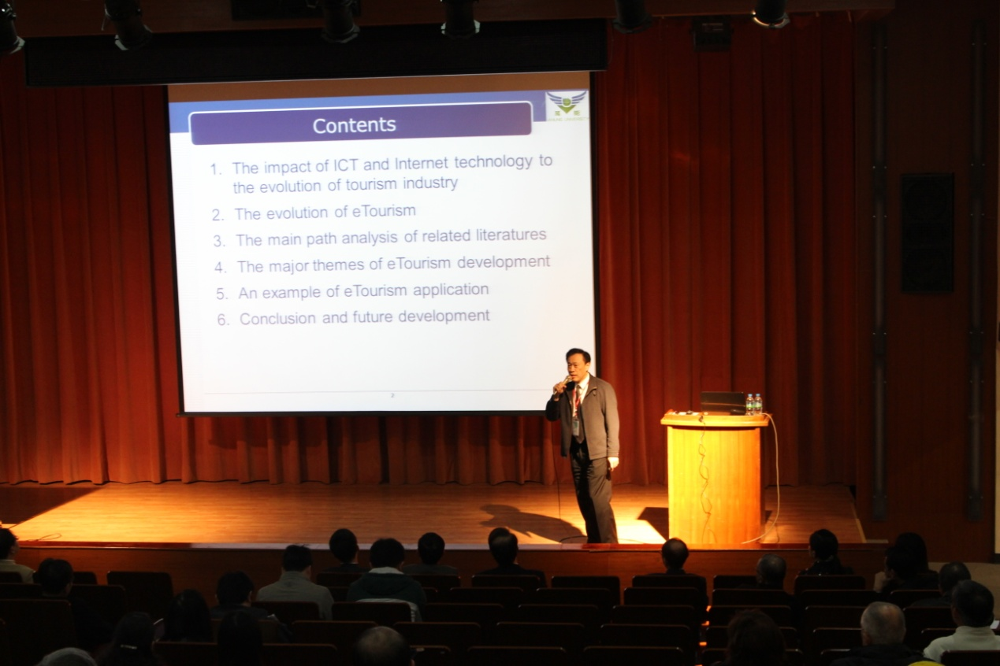 Contents
1. The impact of ICT and Internet technology to
the evolution of tourism industry
2. The evolution of eTourism
3. The main path analysis of related literatures
4. The major themes of eTourism development
5. An example of eTourism application
6. Conclusion and future development
2